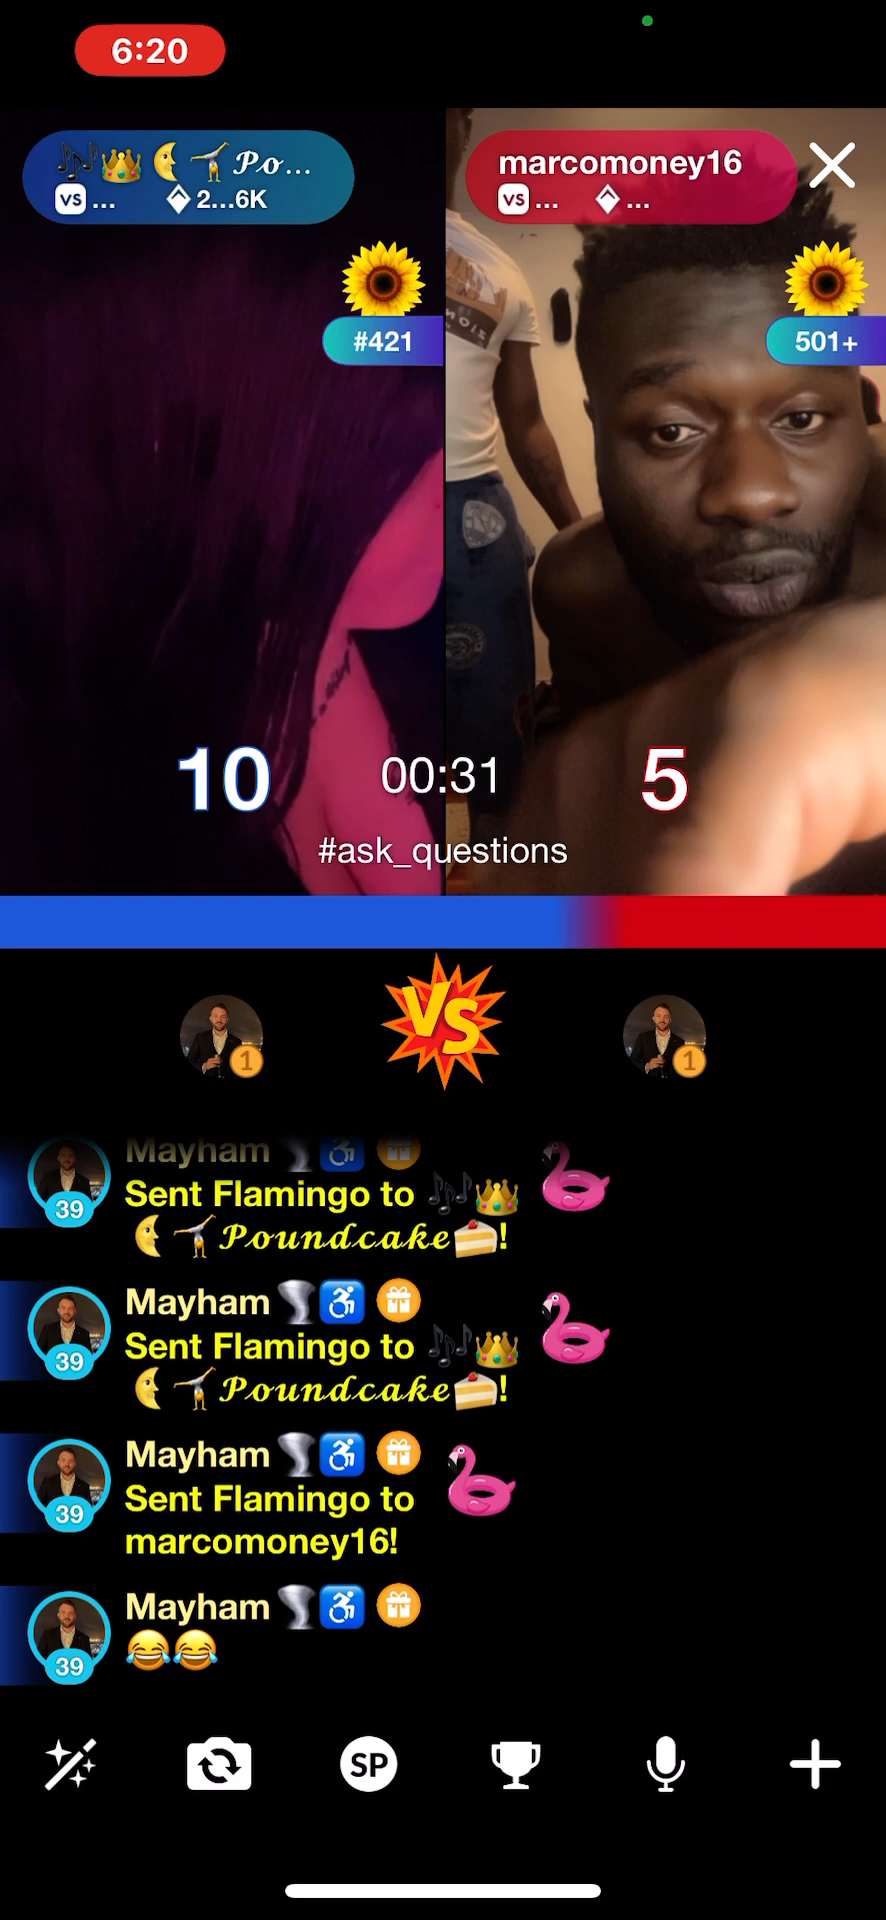 6:20
🎶👑🌛🤸𝓟𝓸...
VS ... 2...6K
marcomoney16
VS ... ...
#421
501+
10
00:31
5
#ask_questions
VS
1
1
Mayham🌪️♿
Sent Flamingo to 🎶👑
🌛🤸𝓟𝓸𝓾𝓷𝓭𝓬𝓪𝓴𝓮🍰!
39
Mayham🌪️♿
Sent Flamingo to 🎶👑
🌛🤸𝓟𝓸𝓾𝓷𝓭𝓬𝓪𝓴𝓮🍰!
39
Mayham🌪️♿
Sent Flamingo to
marcomoney16!
39
Mayham🌪️♿
😂😂
39
SP